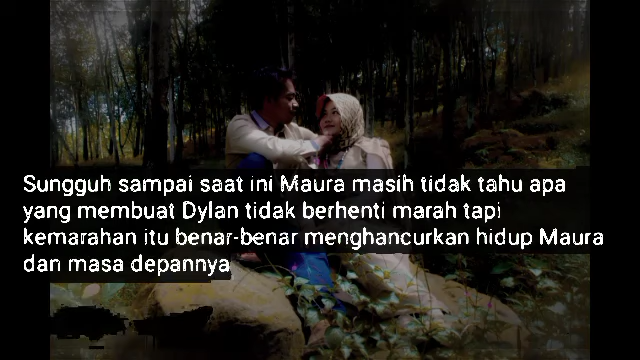 Sungguh sampai saat ini Maura masih tidak tahu apa
yang membuat Dylan tidak berhenti marah tapi
kemarahan itu benar-benar menghancurkan hidup Maura
dan masa depannya